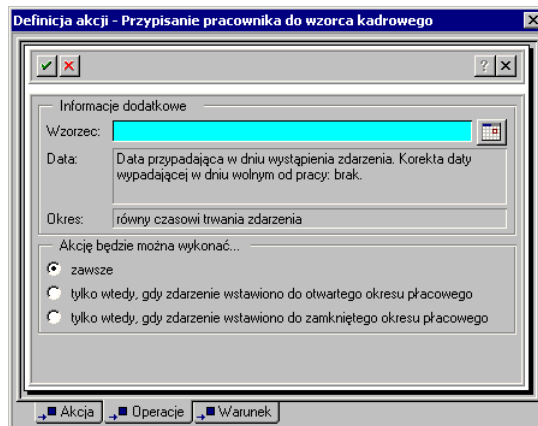 Definicja akcji - Przypisanie pracownika do wzorca kadrowego
?
Informacje dodatkowe
Wzorzec:
Data: Data przypadająca w dniu wystąpienia zdarzenia. Korekta daty
wypadającej w dniu wolnym od pracy: brak.
Okres: równy czasowi trwania zdarzenia
Akcję będzie można wykonać...
zawsze
tylko wtedy, gdy zdarzenie wstawiono do otwartego okresu płacowego
tylko wtedy, gdy zdarzenie wstawiono do zamkniętego okresu płacowego
Akcja Operacje Warunek